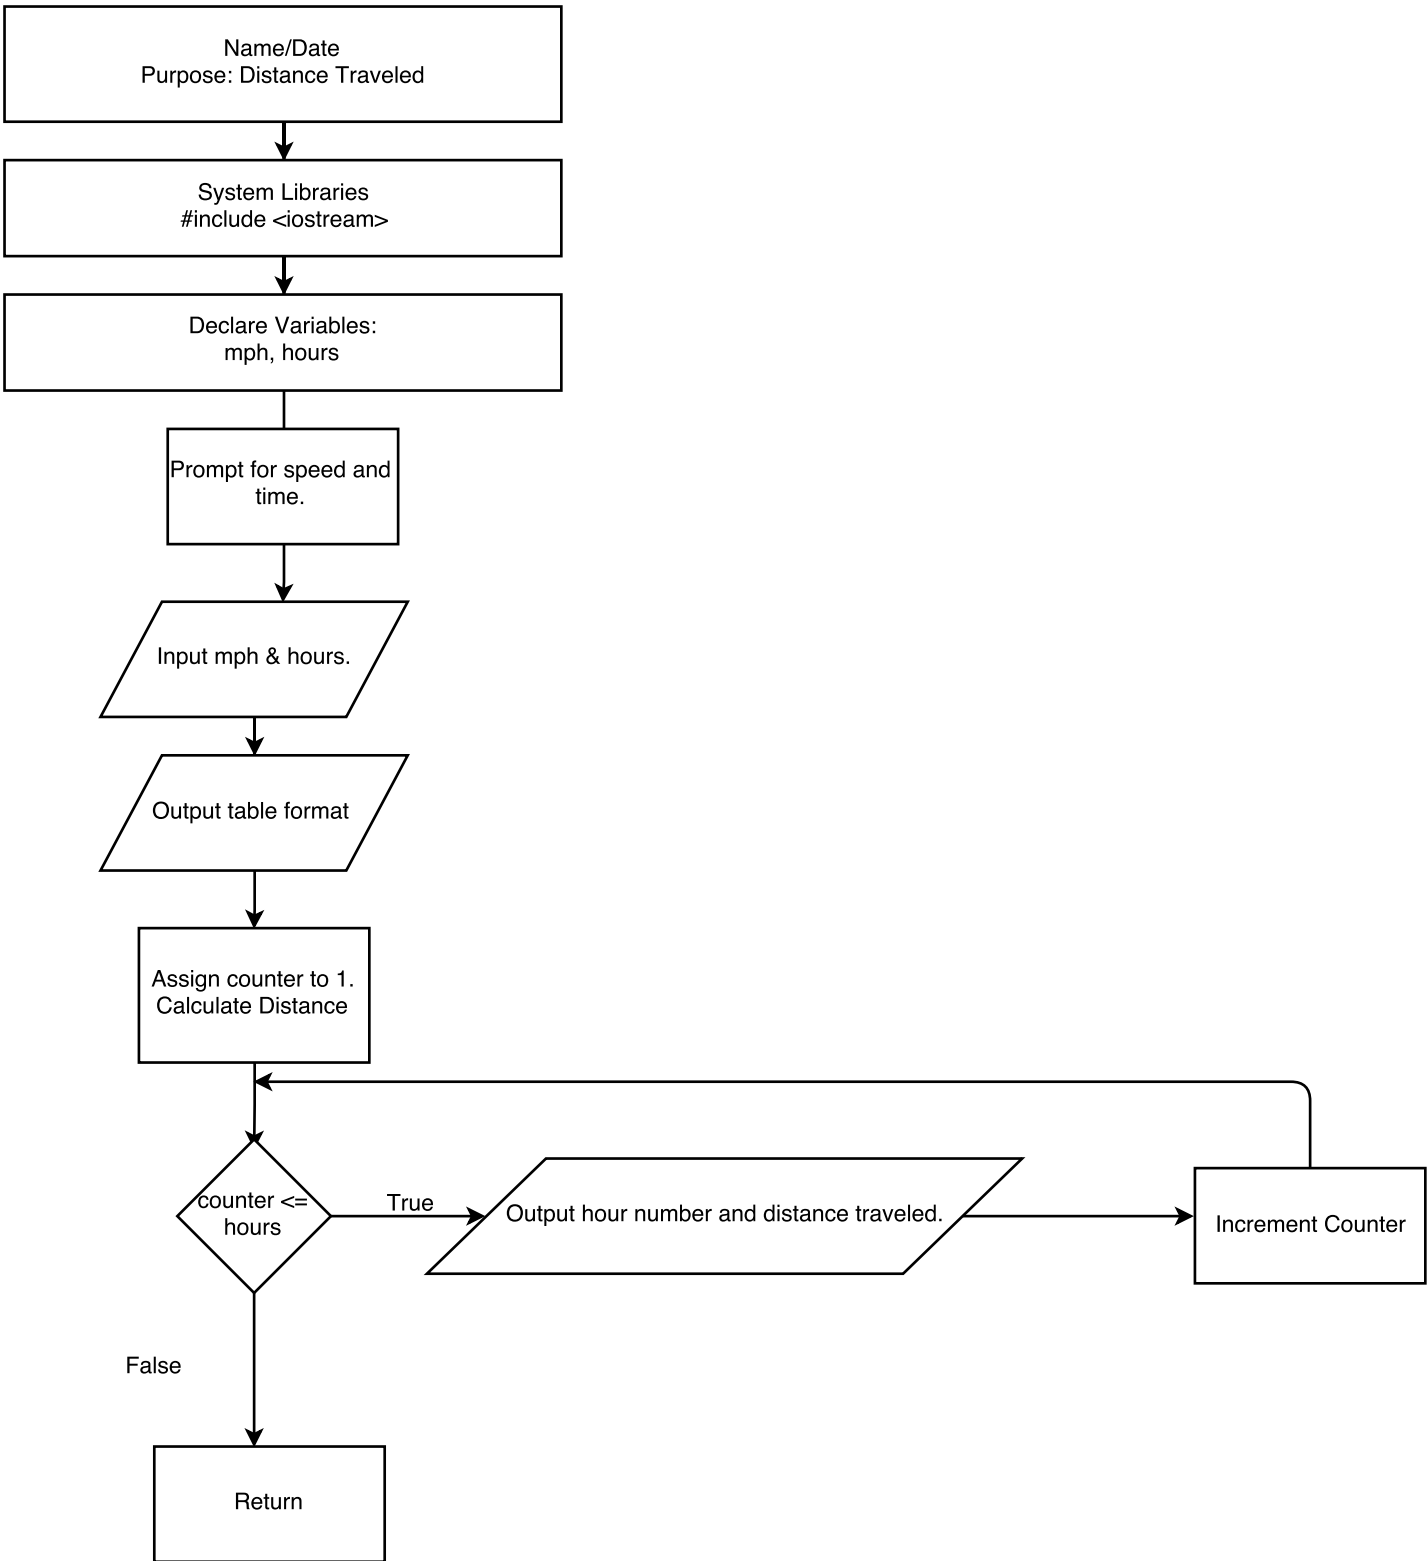 Name/Date
Purpose: Distance Traveled
System Libraries
#include <iostream>
Declare Variables:
mph, hours
Prompt for speed and
time.
Input mph & hours.
Output table format
Assign counter to 1.
Calculate Distance
counter <=
hours
True
Output hour number and distance traveled.
Increment Counter
False
Return